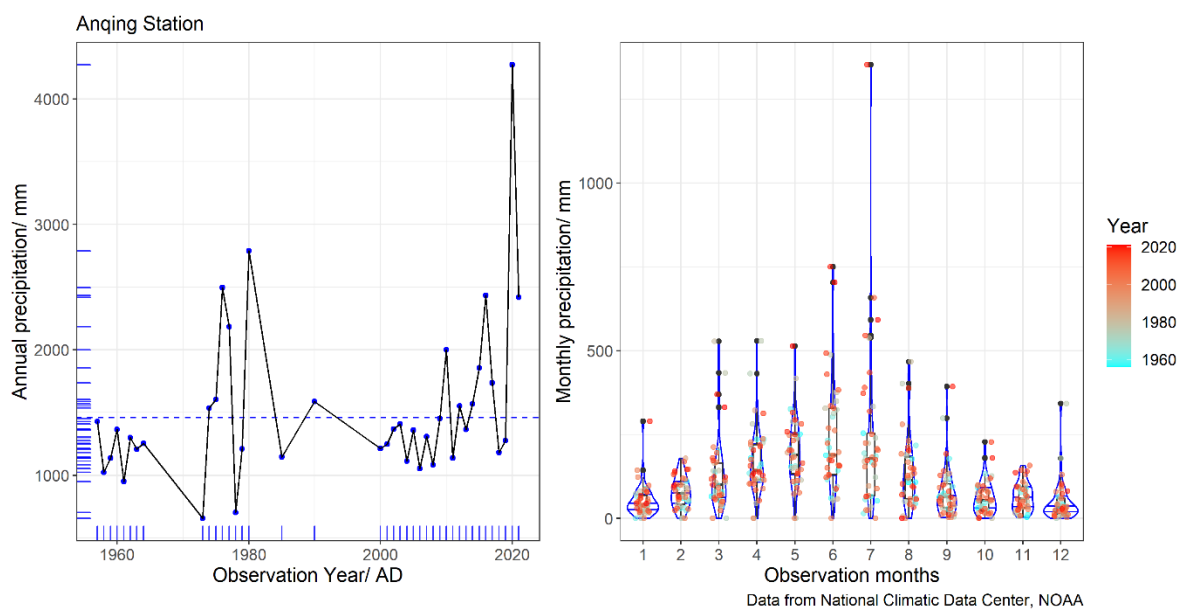 Anqing Station
Annual precipitation/ mm
4000
3000
2000
1000
1960
1980
2000
2020
Observation Year/ AD
Monthly precipitation/ mm
1000
500
0
1 2 3 4 5 6 7 8 9 10 11 12
Observation months
Year
2020
2000
1980
1960
Data from National Climatic Data Center, NOAA